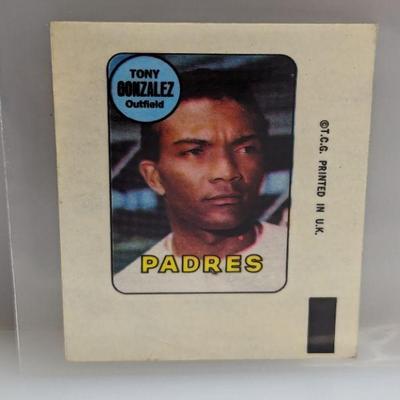 TONY
GONZALEZ
Outfield
PADRES
©T.C.G. PRINTED IN U.K.